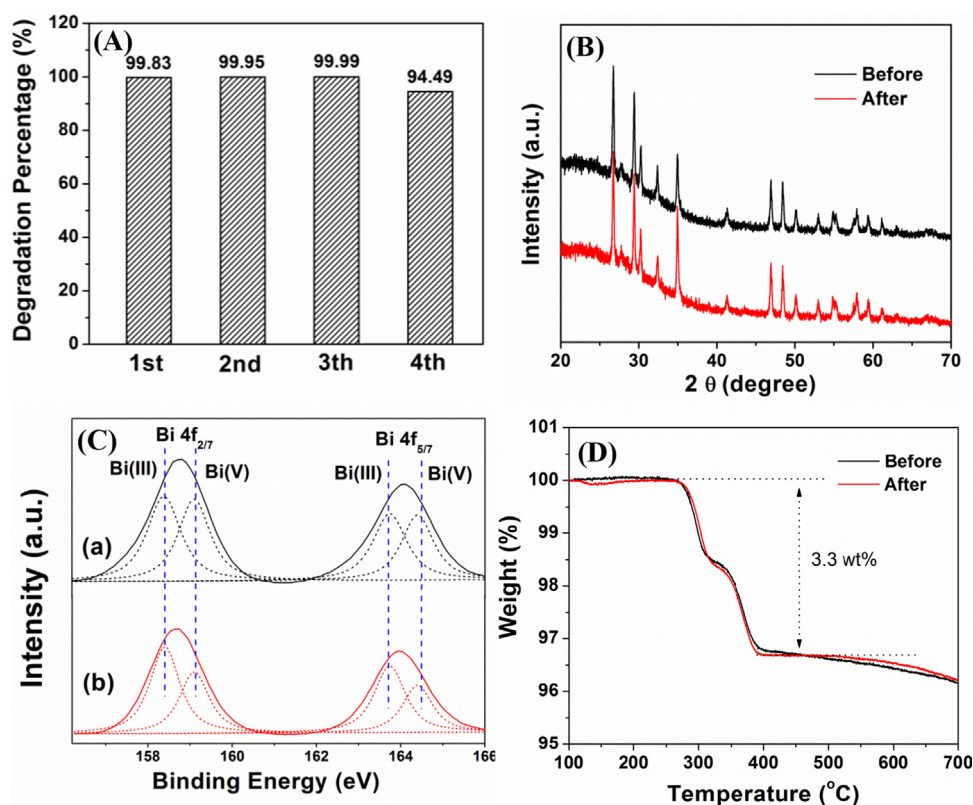 (A)
Degradation Percentage (%)
120
100
80
60
40
20
0
99.83
99.95
99.99
94.49
1st
2nd
3th
4th
(B)
Before
After
Intensity (a.u.)
20
30
40
50
60
70
2 θ (degree)
(C)
Bi 4f2/7
Bi(III)
Bi(V)
Bi 4f5/7
Bi(III)
Bi(V)
(a)
(b)
Intensity (a.u.)
158
160
162
164
166
Binding Energy (eV)
(D)
Before
After
3.3 wt%
Weight (%)
101
100
99
98
97
96
95
100
200
300
400
500
600
700
Temperature (°C)